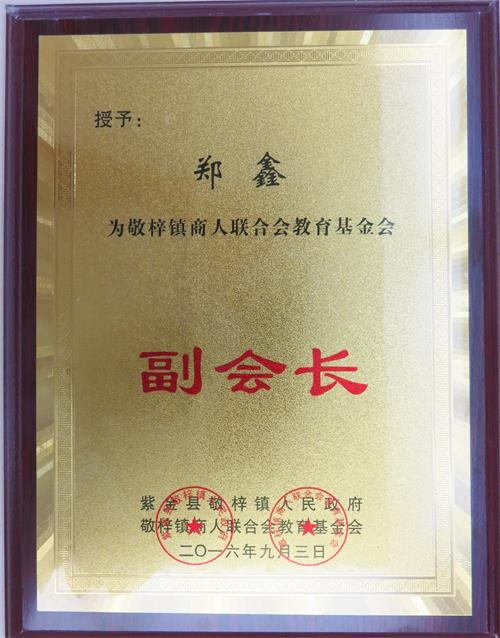 授予：
郑 鑫
为敬梓镇商人联合会教育基金会
副会长
紫金县敬梓镇人民政府
敬梓镇商人联合会教育基金会
二〇一六年九月三日